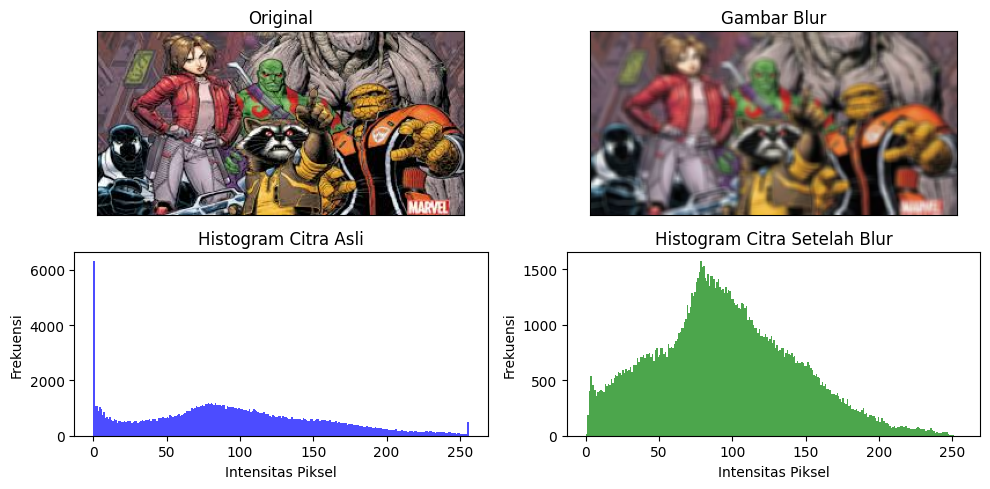 Original
Gambar Blur
MARVEL
Histogram Citra Asli
Histogram Citra Setelah Blur
Frekuensi
6000
4000
2000
0
0 50 100 150 200 250
Intensitas Piksel
Frekuensi
1500
1000
500
0
0 50 100 150 200 250
Intensitas Piksel